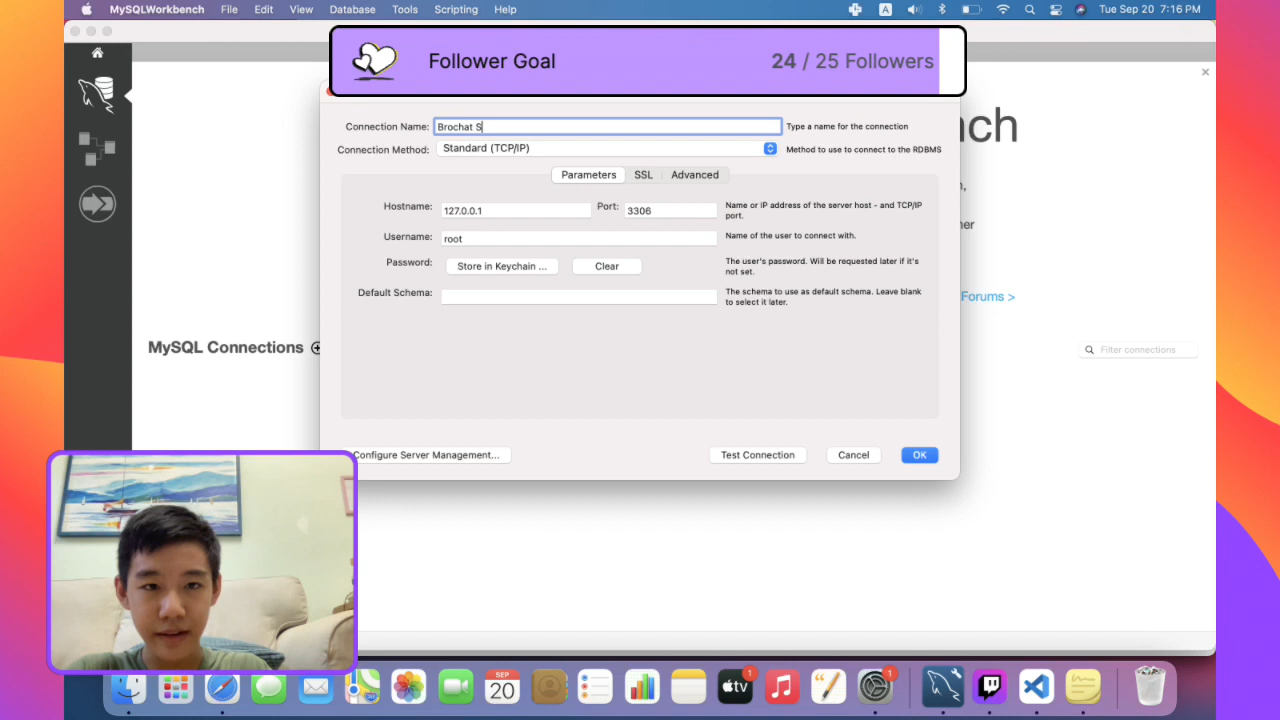 MySQLWorkbench File Edit View Database Tools Scripting Help A Tue Sep 20 7:16 PM
Follower Goal 24 / 25 Followers
nch
Connection Name: Brochat S Type a name for the connection
Connection Method: Standard (TCP/IP) Method to use to connect to the RDBMS
Parameters SSL Advanced
Hostname: 127.0.0.1 Port: 3306 Name or IP address of the server host - and TCP/IP
port.
Username: root Name of the user to connect with.
Password: Store in Keychain ... Clear The user's password. Will be requested later if it's
not set.
Default Schema: The schema to use as default schema. Leave blank
to select it later.
ner
Forums >
MySQL Connections
Filter connections
Configure Server Management... Test Connection Cancel OK
SEP
20
tv
1
1